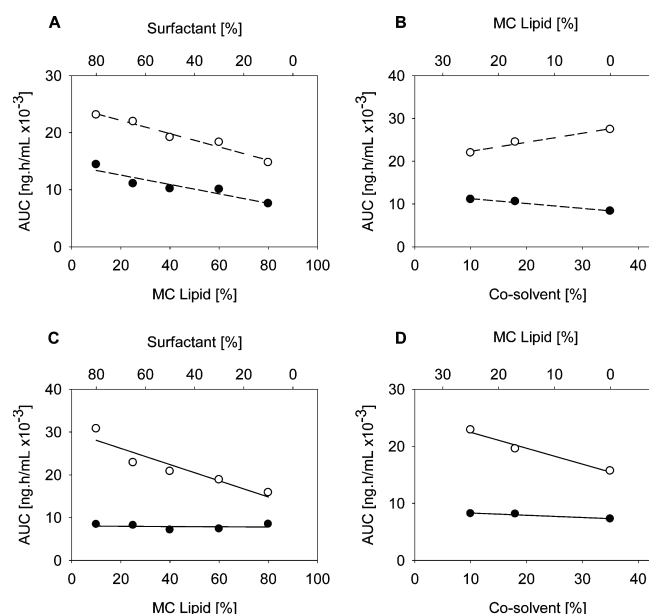 A
Surfactant [%]
80 60 40 20 0
AUC [ng.h/mL x10⁻³]
30
20
10
0
0 20 40 60 80 100
MC Lipid [%]
B
MC Lipid [%]
30 20 10 0
AUC [ng.h/mL x10⁻³]
40
30
20
10
0
0 10 20 30 40
Co-solvent [%]
C
Surfactant [%]
80 60 40 20 0
AUC [ng.h/mL x10⁻³]
40
30
20
10
0
0 20 40 60 80 100
MC Lipid [%]
D
MC Lipid [%]
30 20 10 0
AUC [ng.h/mL x10⁻³]
30
20
10
0
0 10 20 30 40
Co-solvent [%]